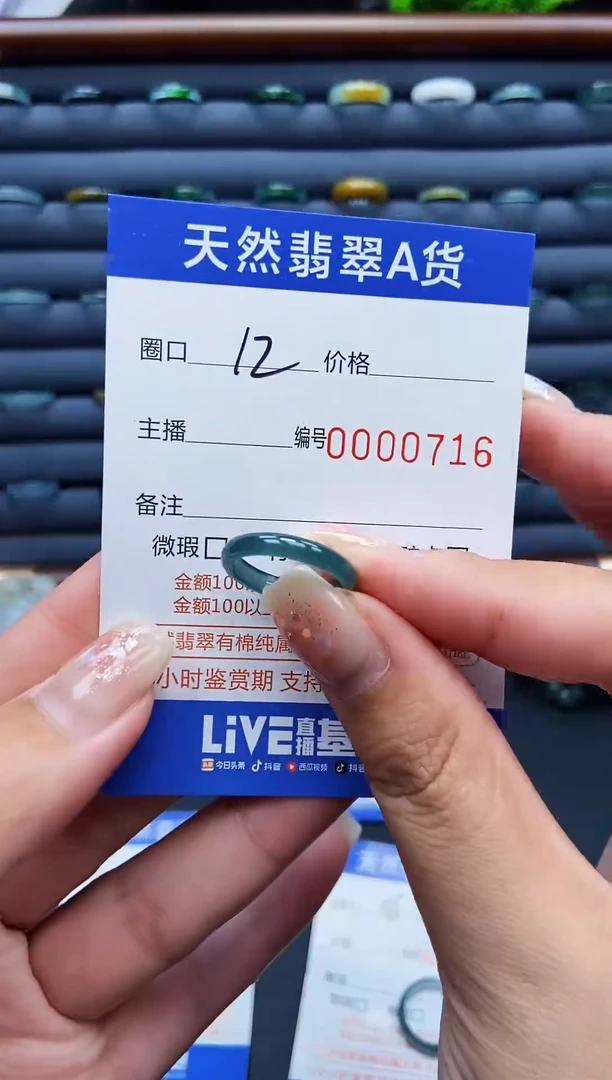 天然翡翠A货
圈口 12 价格
主播 编号0000716
备注
微瑕
金额100
金额100以
翡翠有棉纯属
小时鉴赏期 支持
LiVE直播基
今日头条 抖音 西瓜视频 抖音
天然